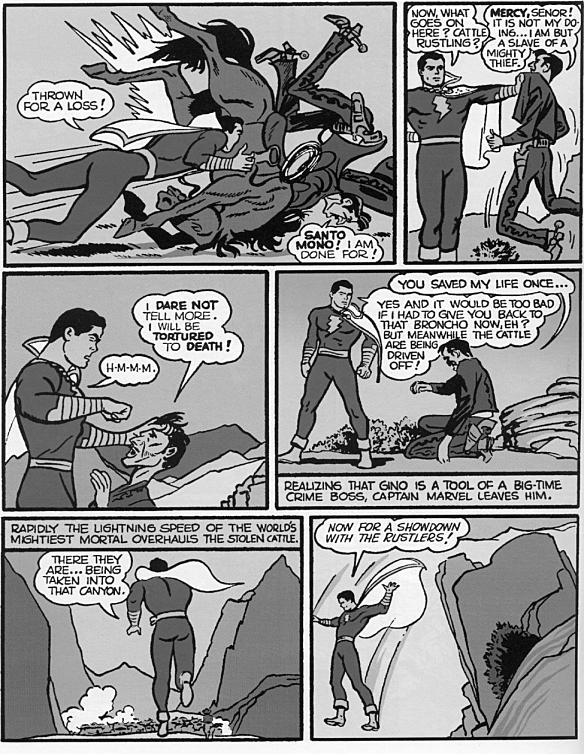 THROWN
FOR A LOSS!
SANTO
MONO! I AM
DONE FOR!
NOW, WHAT
GOES ON
HERE? CATTLE
RUSTLING?
MERCY, SENOR!
IT IS NOT MY DO-
ING... I AM BUT
A SLAVE OF A
MIGHTY
THIEF.
H-M-M-M.
I DARE NOT
TELL MORE.
I WILL BE
TORTURED
TO DEATH!
YOU SAVED MY LIFE ONCE...
YES AND IT WOULD BE TOO BAD
IF I HAD TO GIVE YOU BACK TO
THAT BRONCHO NOW, EH?
BUT MEANWHILE THE CATTLE
ARE BEING
DRIVEN
OFF!
REALIZING THAT GINO IS A TOOL OF A BIG-TIME
CRIME BOSS, CAPTAIN MARVEL LEAVES HIM.
RAPIDLY THE LIGHTNING SPEED OF THE WORLD'S
MIGHTIEST MORTAL OVERHAULS THE STOLEN CATTLE.
THERE THEY
ARE... BEING
TAKEN INTO
THAT CANYON.
NOW FOR A SHOWDOWN
WITH THE RUSTLERS!